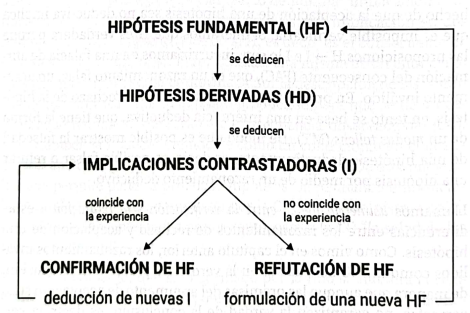 HIPÓTESIS FUNDAMENTAL (HF)
se deducen
HIPÓTESIS DERIVADAS (HD)
se deducen
IMPLICACIONES CONTRASTADORAS (I)
coincide con
la experiencia
no coincide con
la experiencia
CONFIRMACIÓN DE HF
REFUTACIÓN DE HF
deducción de nuevas I
formulación de una nueva HF